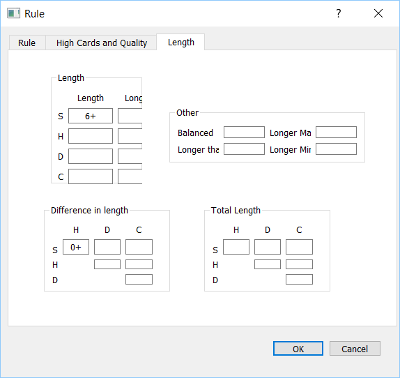 Rule
?
Rule High Cards and Quality Length
Length
Length Long
S 6+
H
D
C
Other
Balanced Longer Ma
Longer tha Longer Min
Difference in length
H D C
S 0+
H
D
Total Length
H D C
S
H
D
OK Cancel